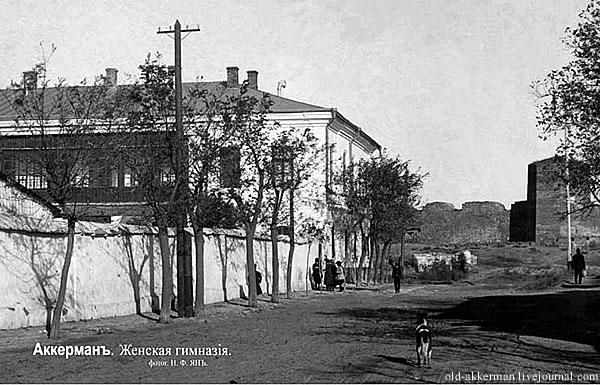 Аккерманъ. Женская гимназія.
фотог. И. Ф. ЯНЪ.
old-akkerman.livejournal.com